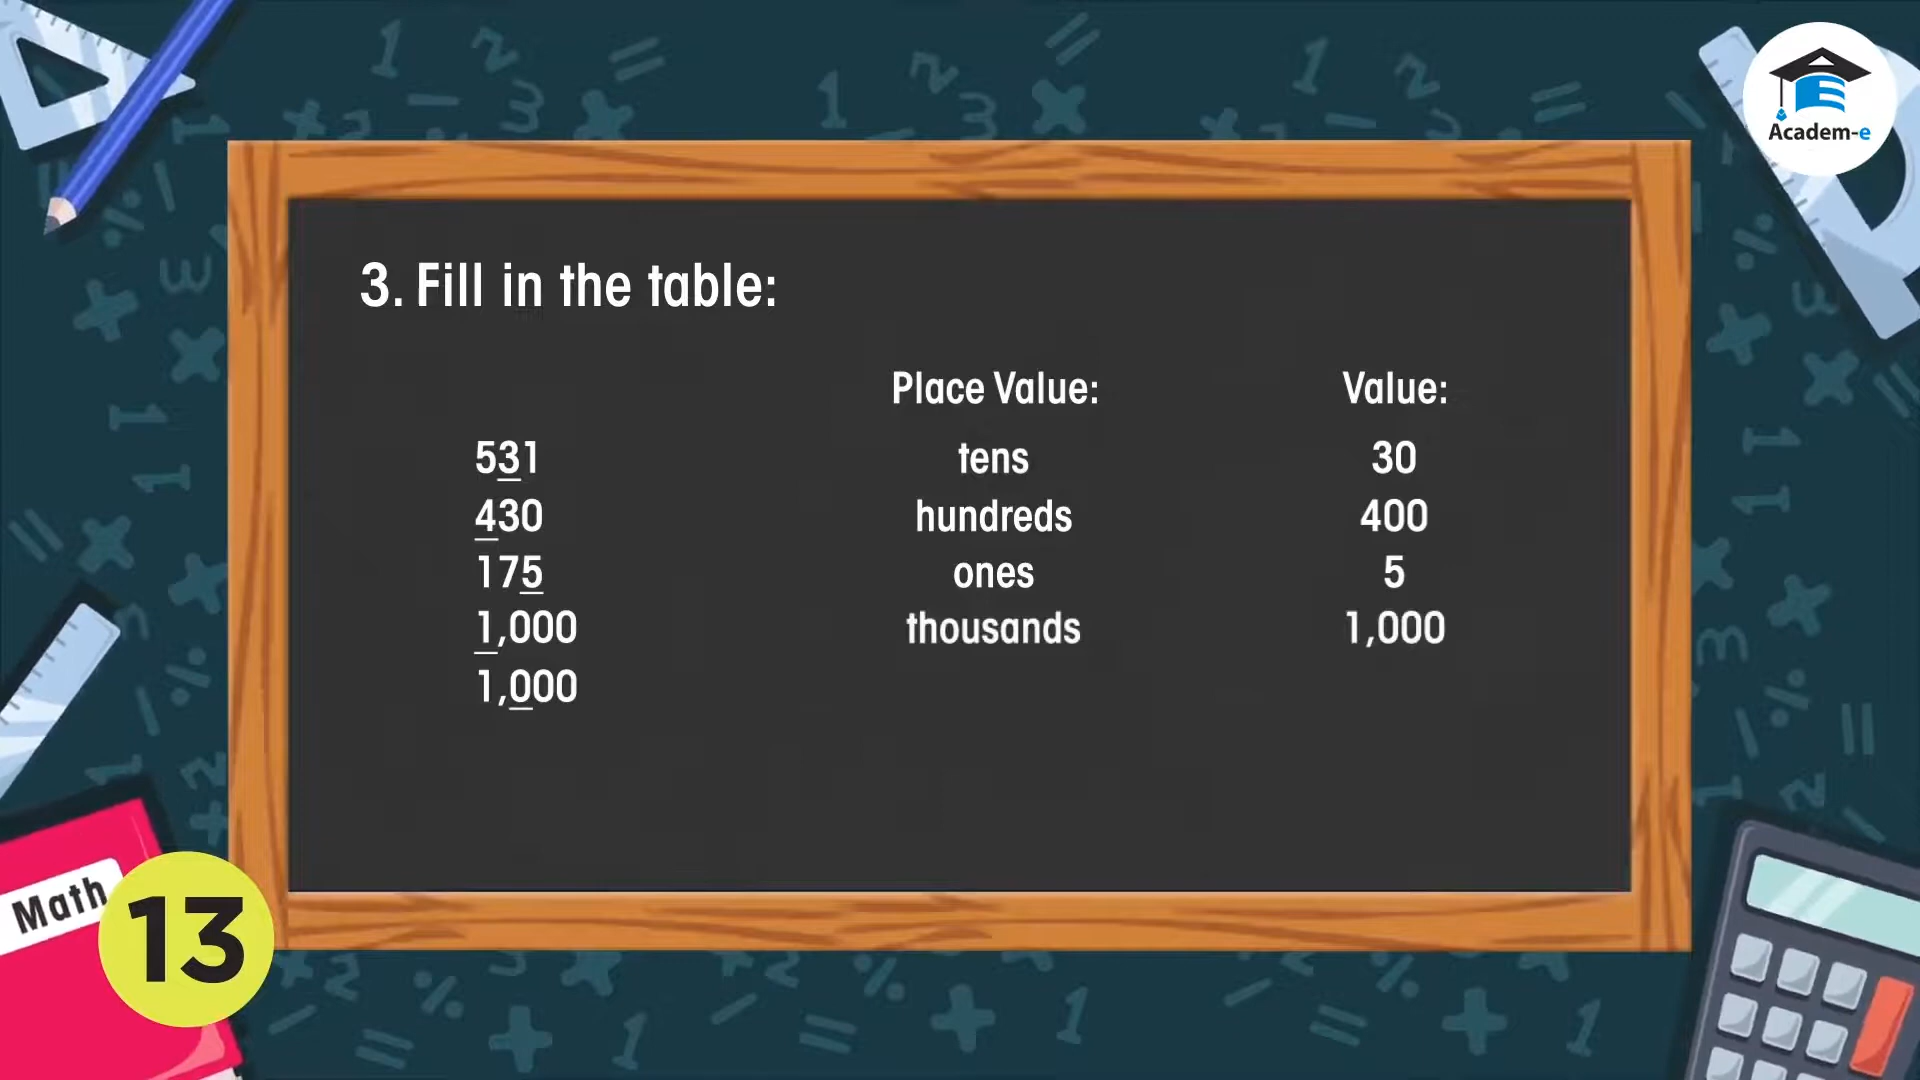 Academ-e
3. Fill in the table:
Place Value: Value:
531 tens 30
430 hundreds 400
175 ones 5
1,000 thousands 1,000
1,000
Math
13